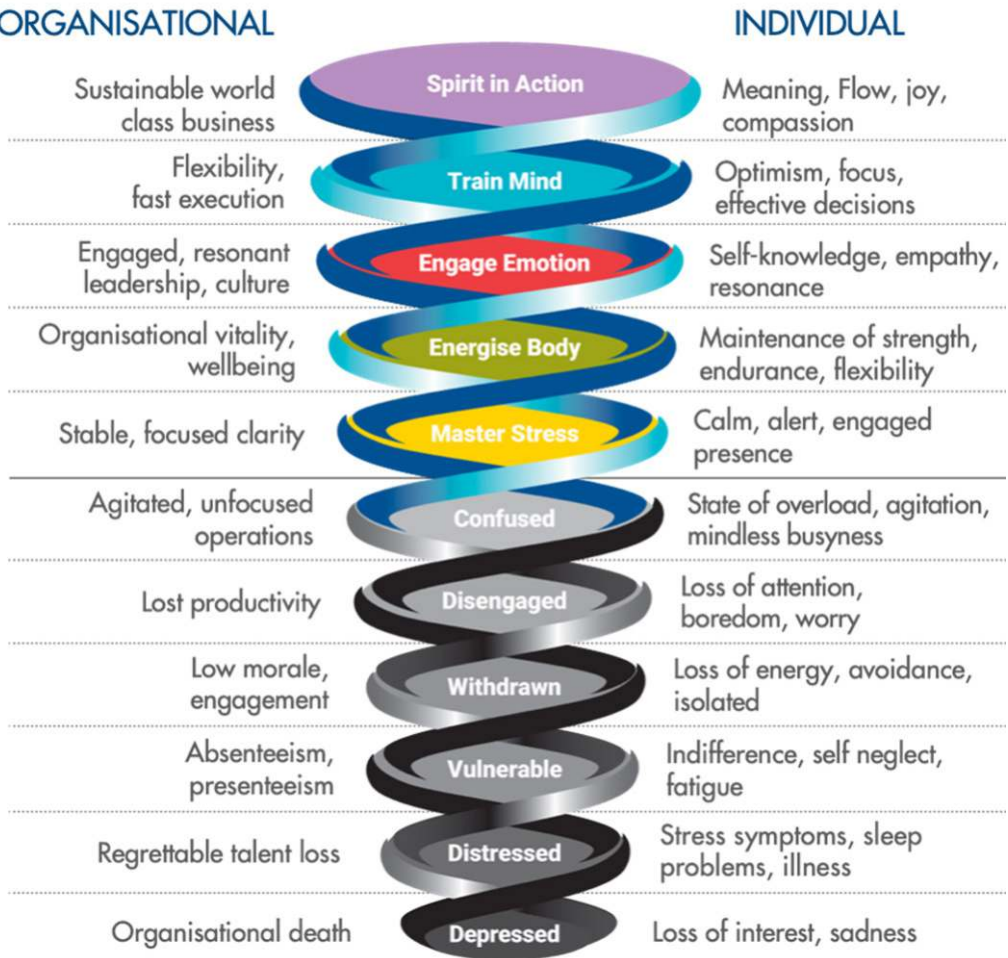 ORGANISATIONAL
INDIVIDUAL
Sustainable world
class business
Spirit in Action
Meaning, Flow, joy,
compassion
Flexibility,
fast execution
Train Mind
Optimism, focus,
effective decisions
Engaged, resonant
leadership, culture
Engage Emotion
Self-knowledge, empathy,
resonance
Organisational vitality,
wellbeing
Energise Body
Maintenance of strength,
endurance, flexibility
Stable, focused clarity
Master Stress
Calm, alert, engaged
presence
Agitated, unfocused
operations
Confused
State of overload, agitation,
mindless busyness
Lost productivity
Disengaged
Loss of attention,
boredom, worry
Low morale,
engagement
Withdrawn
Loss of energy, avoidance,
isolated
Absenteeism,
presenteeism
Vulnerable
Indifference, self neglect,
fatigue
Regrettable talent loss
Distressed
Stress symptoms, sleep
problems, illness
Organisational death
Depressed
Loss of interest, sadness